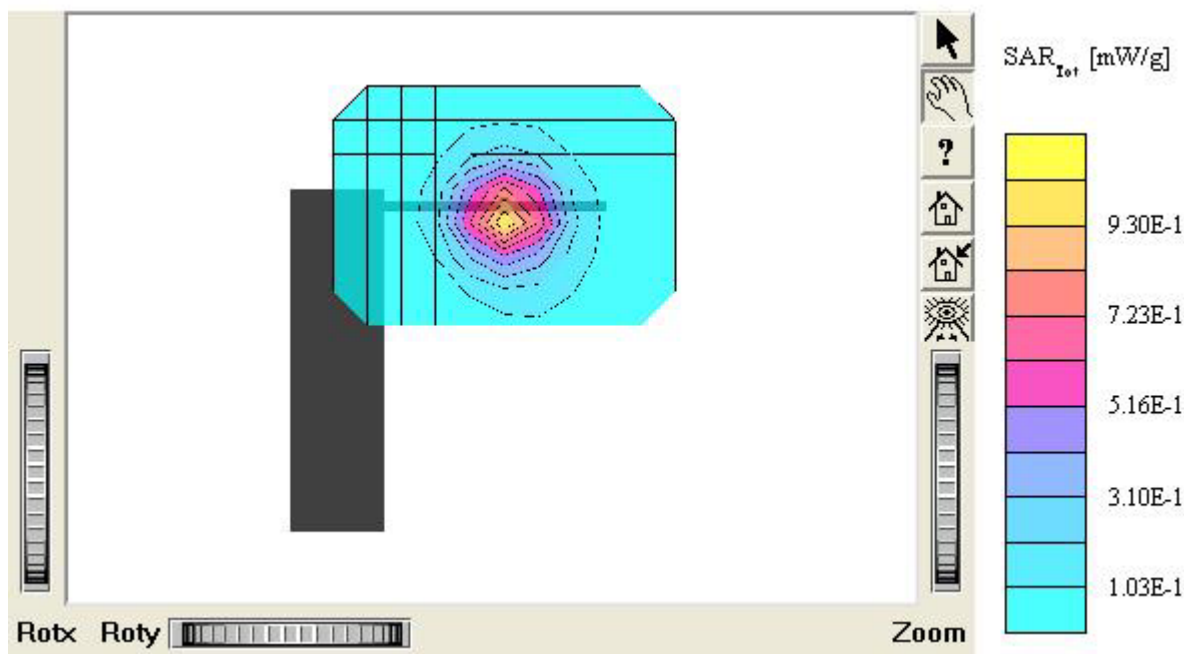 SAR_Tot [mW/g]
?
9.30E-1
7.23E-1
5.16E-1
3.10E-1
1.03E-1
Rotx Roty Zoom